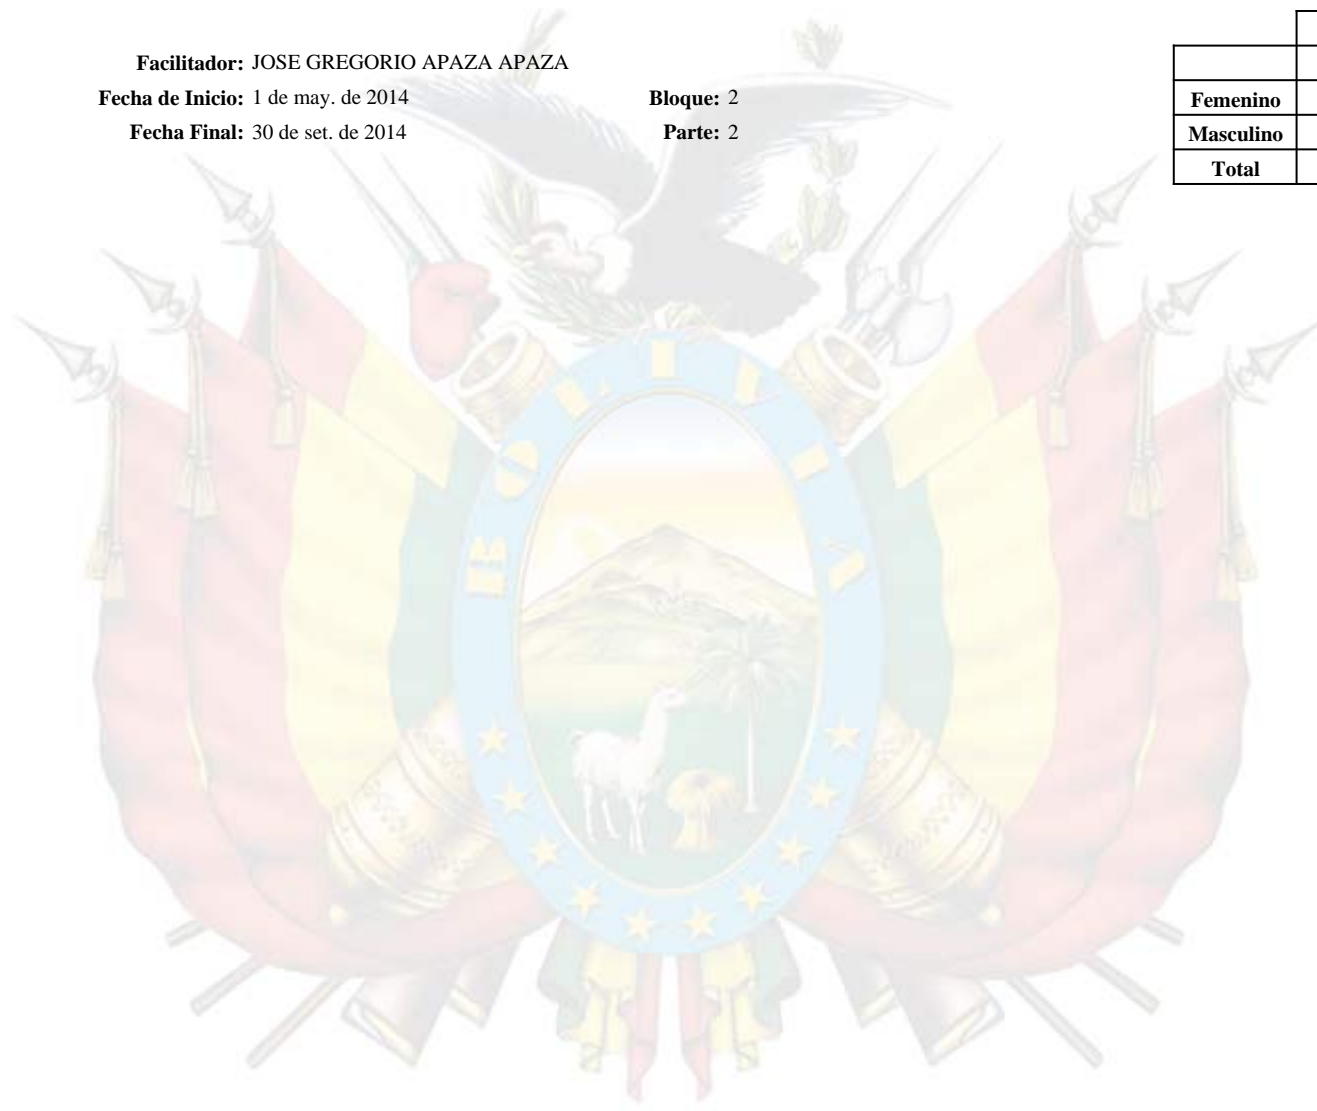 Facilitador: JOSE GREGORIO APAZA APAZA
Fecha de Inicio: 1 de may. de 2014 Bloque: 2
Fecha Final: 30 de set. de 2014 Parte: 2
Femenino
Masculino
Total
BOLIVIA